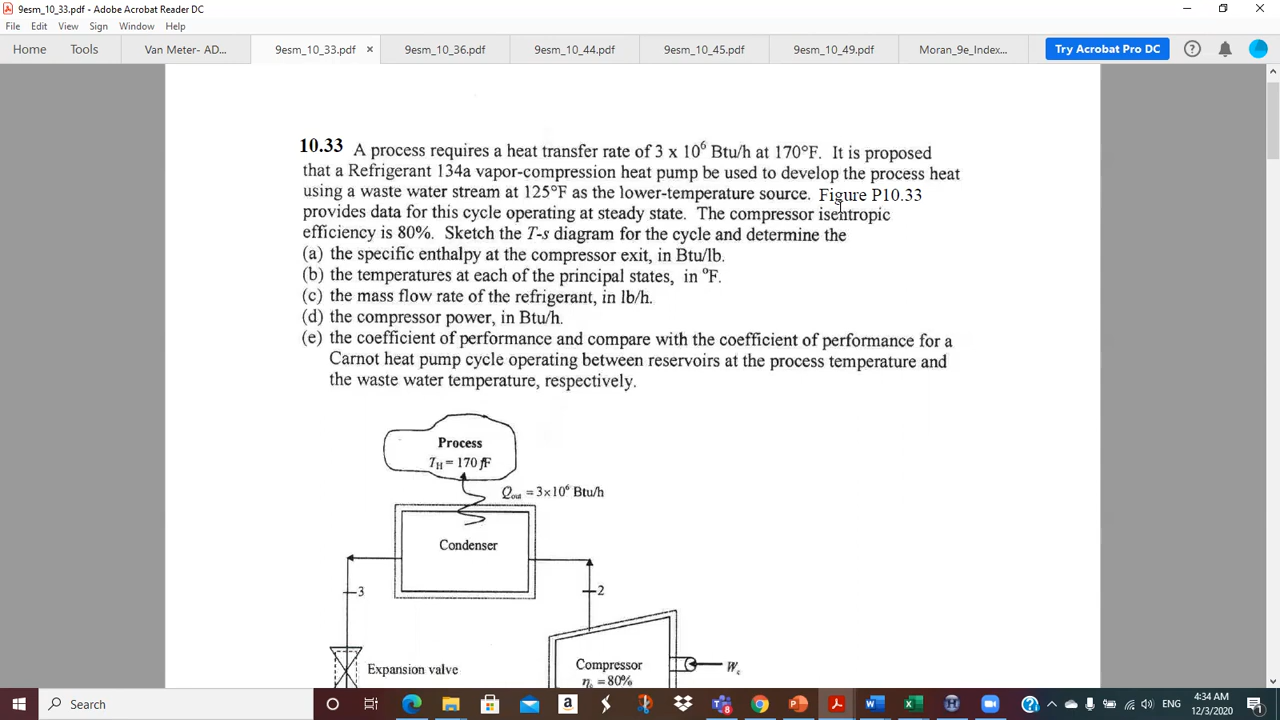 9esm_10_33.pdf - Adobe Acrobat Reader DC
File Edit View Sign Window Help
Home Tools Van Meter- AD... 9esm_10_33.pdf × 9esm_10_36.pdf 9esm_10_44.pdf 9esm_10_45.pdf 9esm_10_49.pdf Moran_9e_Index... Try Acrobat Pro DC
10.33 A process requires a heat transfer rate of 3 x 10⁶ Btu/h at 170°F. It is proposed
that a Refrigerant 134a vapor-compression heat pump be used to develop the process heat
using a waste water stream at 125°F as the lower-temperature source. Figure P10.33
provides data for this cycle operating at steady state. The compressor isentropic
efficiency is 80%. Sketch the T-s diagram for the cycle and determine the
(a) the specific enthalpy at the compressor exit, in Btu/lb.
(b) the temperatures at each of the principal states, in °F.
(c) the mass flow rate of the refrigerant, in lb/h.
(d) the compressor power, in Btu/h.
(e) the coefficient of performance and compare with the coefficient of performance for a
Carnot heat pump cycle operating between reservoirs at the process temperature and
the waste water temperature, respectively.
Process
T_H = 170 °F
Q_out = 3×10⁶ Btu/h
Condenser
3
2
Expansion valve
Compressor
η_c = 80%
W_c
Search
4:34 AM
12/3/2020